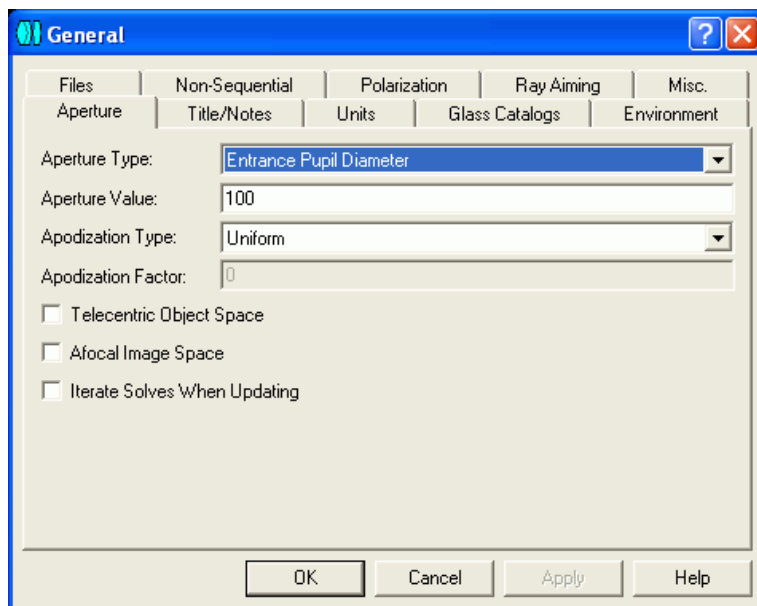 General
Files Non-Sequential Polarization Ray Aiming Misc.
Aperture Title/Notes Units Glass Catalogs Environment
Aperture Type: Entrance Pupil Diameter
Aperture Value: 100
Apodization Type: Uniform
Apodization Factor: 0
Telecentric Object Space
Afocal Image Space
Iterate Solves When Updating
OK Cancel Apply Help